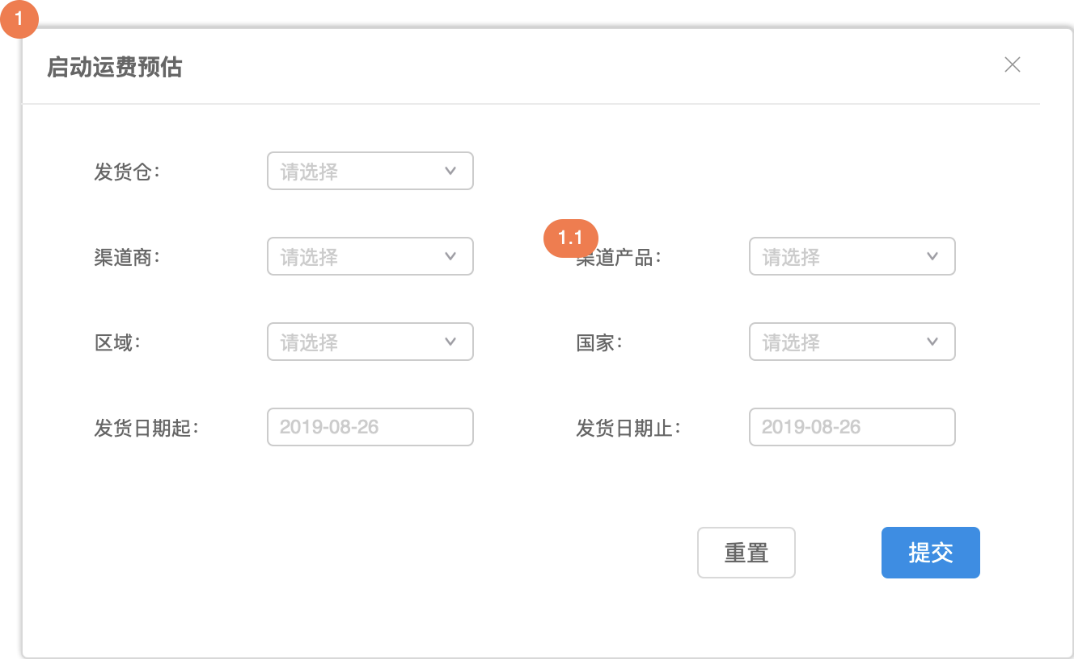 1
启动运费预估
发货仓： 请选择
1.1
渠道商： 请选择 渠道产品： 请选择
区域： 请选择 国家： 请选择
发货日期起： 2019-08-26 发货日期止： 2019-08-26
重置 提交